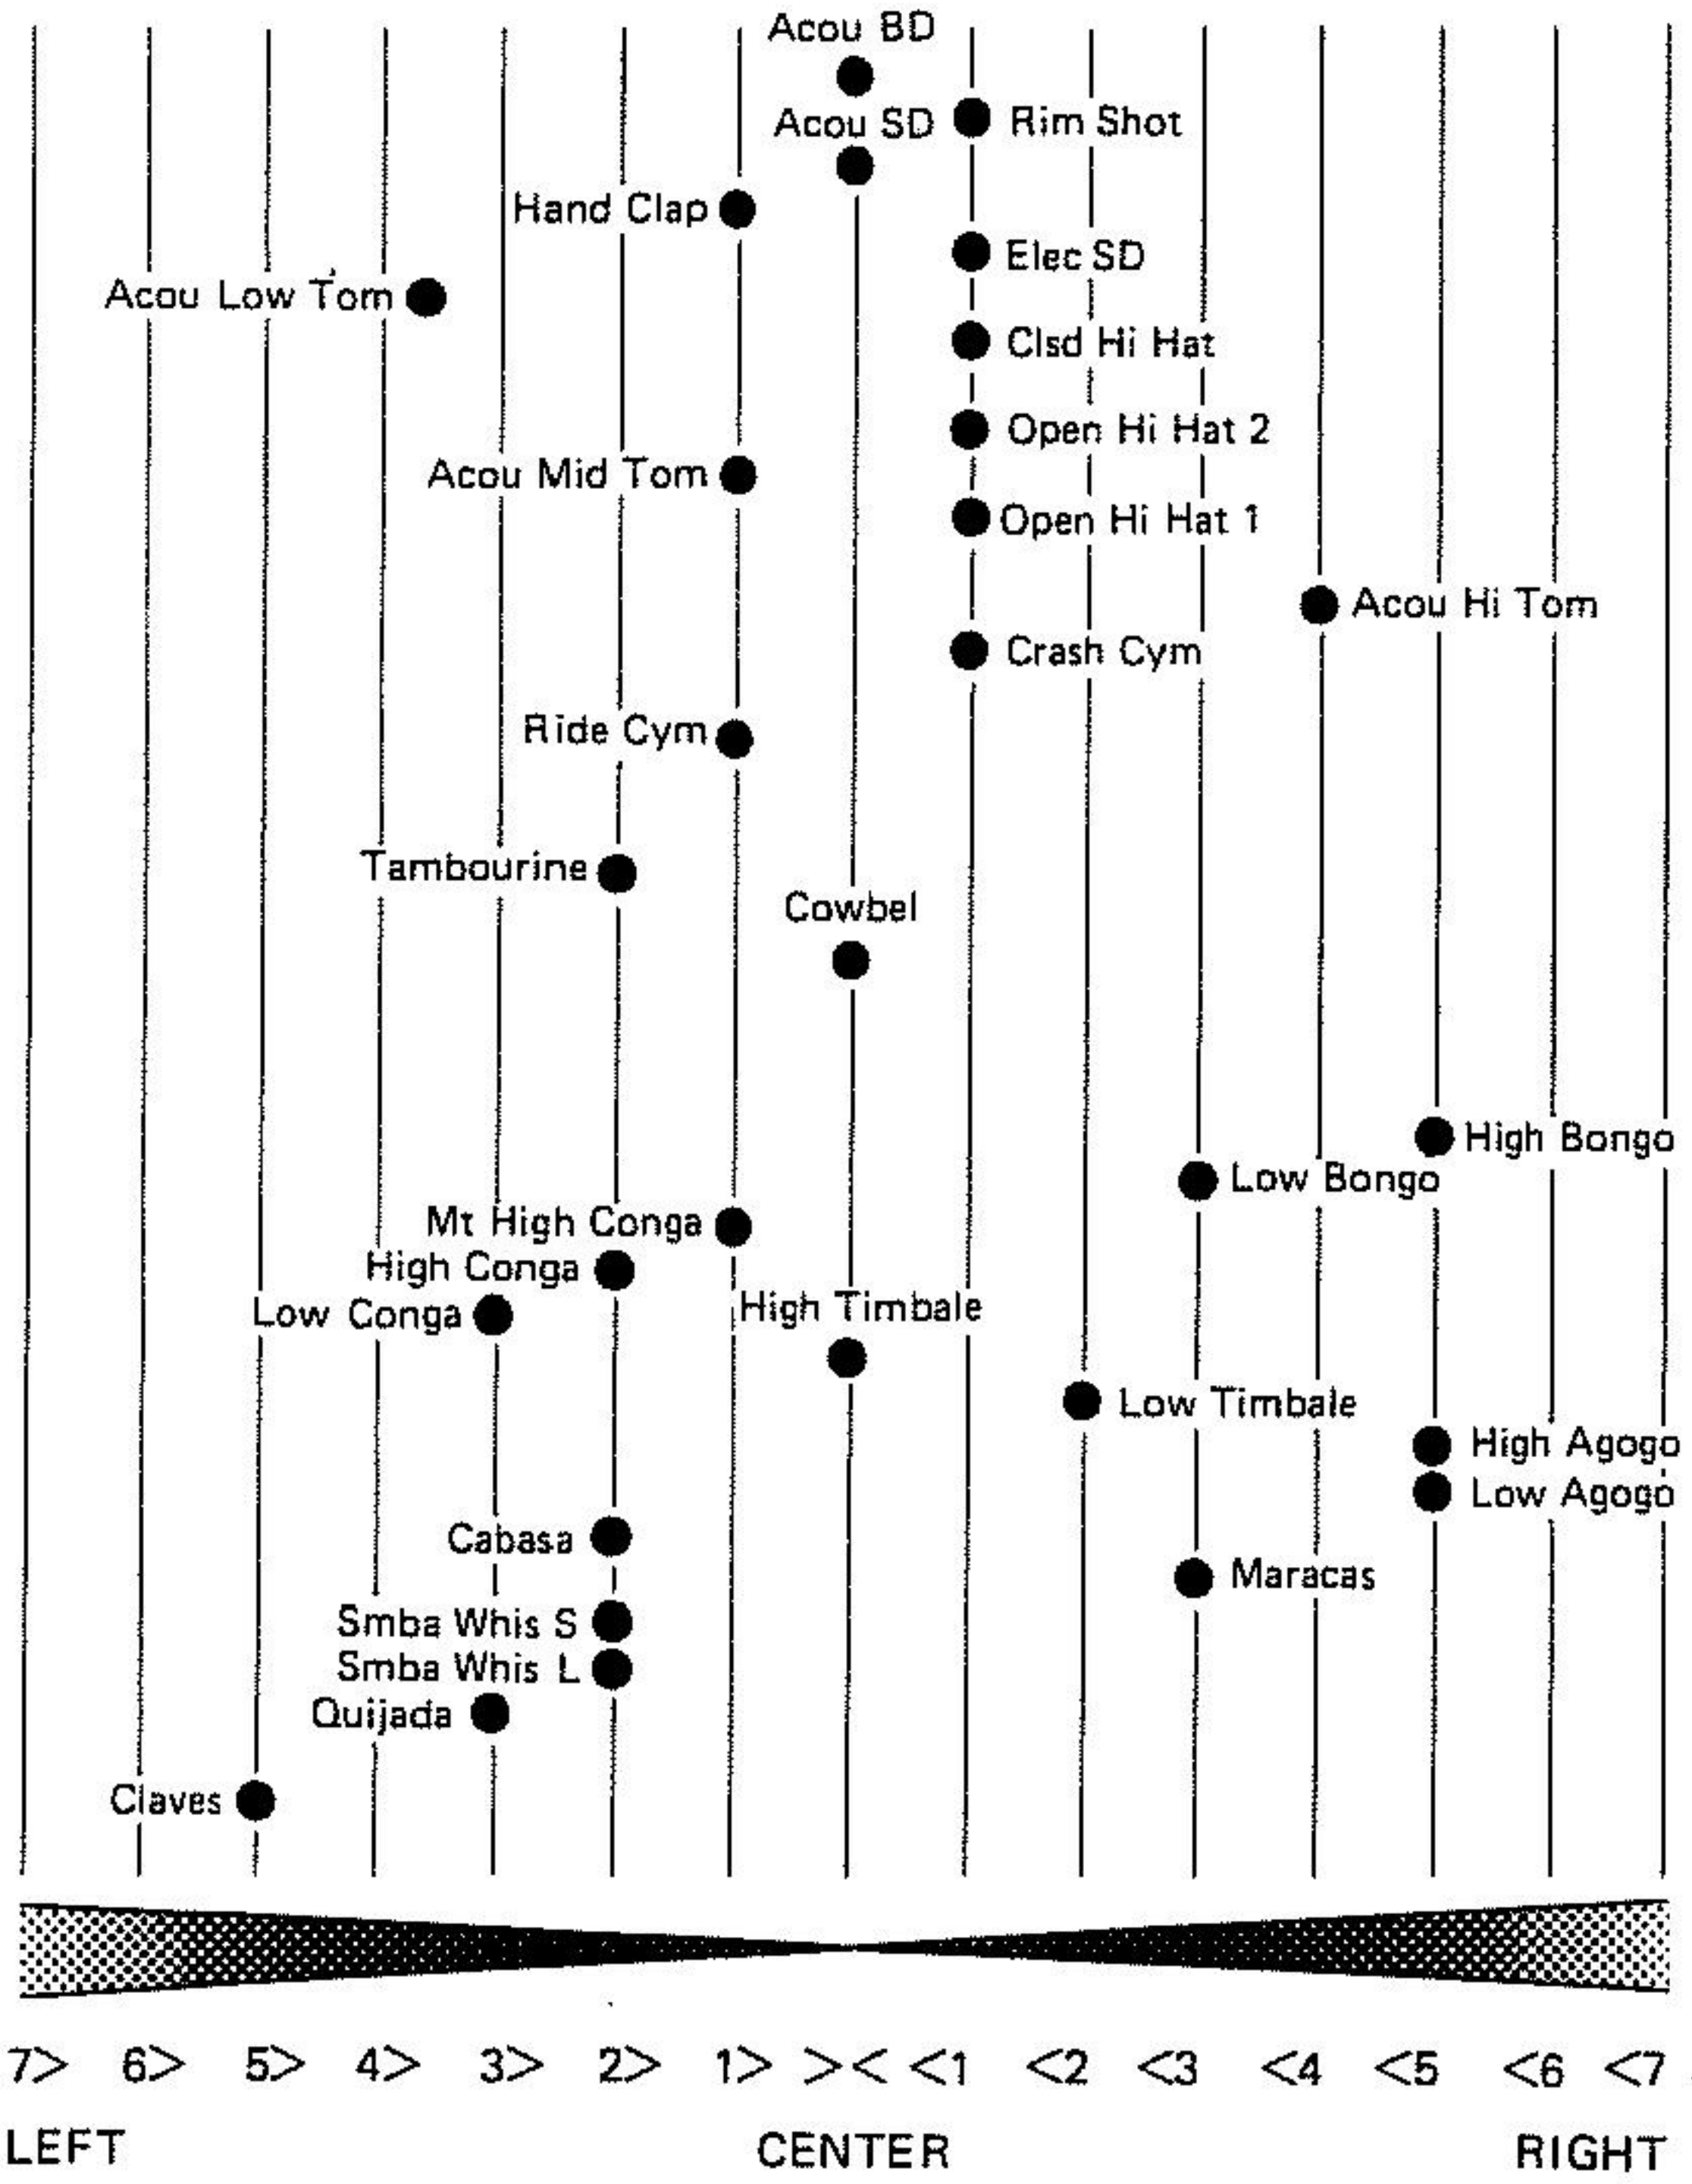 Acou BD
Acou SD
Rim Shot
Hand Clap
Elec SD
Acou Low Tom
Clsd Hi Hat
Open Hi Hat 2
Acou Mid Tom
Open Hi Hat 1
Acou Hi Tom
Crash Cym
Ride Cym
Tambourine
Cowbel
High Bongo
Low Bongo
Mt High Conga
High Conga
Low Conga
High Timbale
Low Timbale
High Agogo
Low Agogo
Cabasa
Maracas
Smba Whis S
Smba Whis L
Quijada
Claves
7> 6> 5> 4> 3> 2> 1> >< <1 <2 <3 <4 <5 <6 <7
LEFT CENTER RIGHT